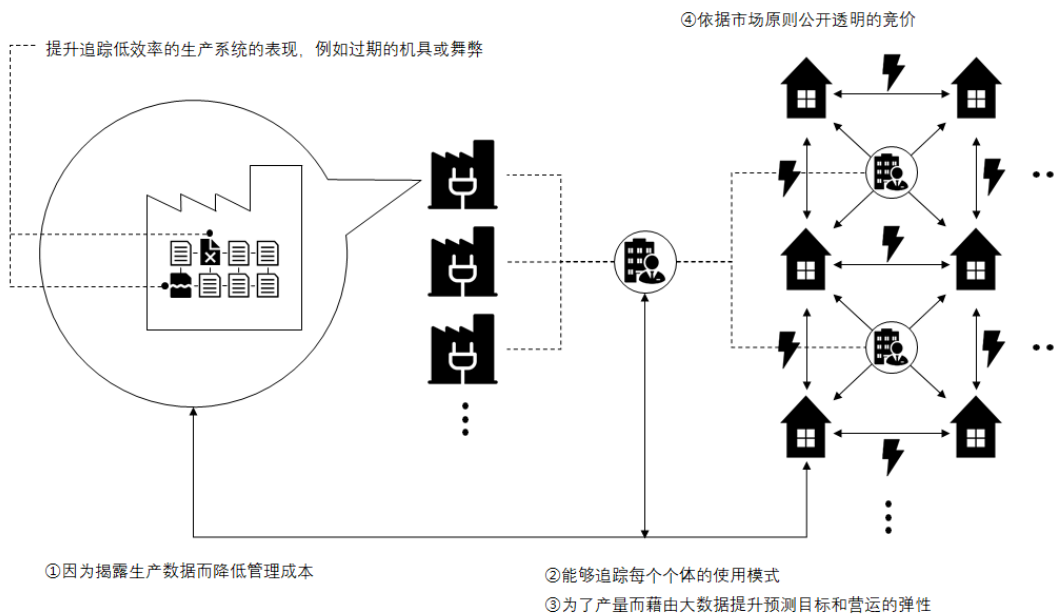 ④依据市场原则公开透明的竞价
提升追踪低效率的生产系统的表现，例如过期的机具或舞弊
①因为揭露生产数据而降低管理成本
②能够追踪每个个体的使用模式
③为了产量而藉由大数据提升预测目标和营运的弹性